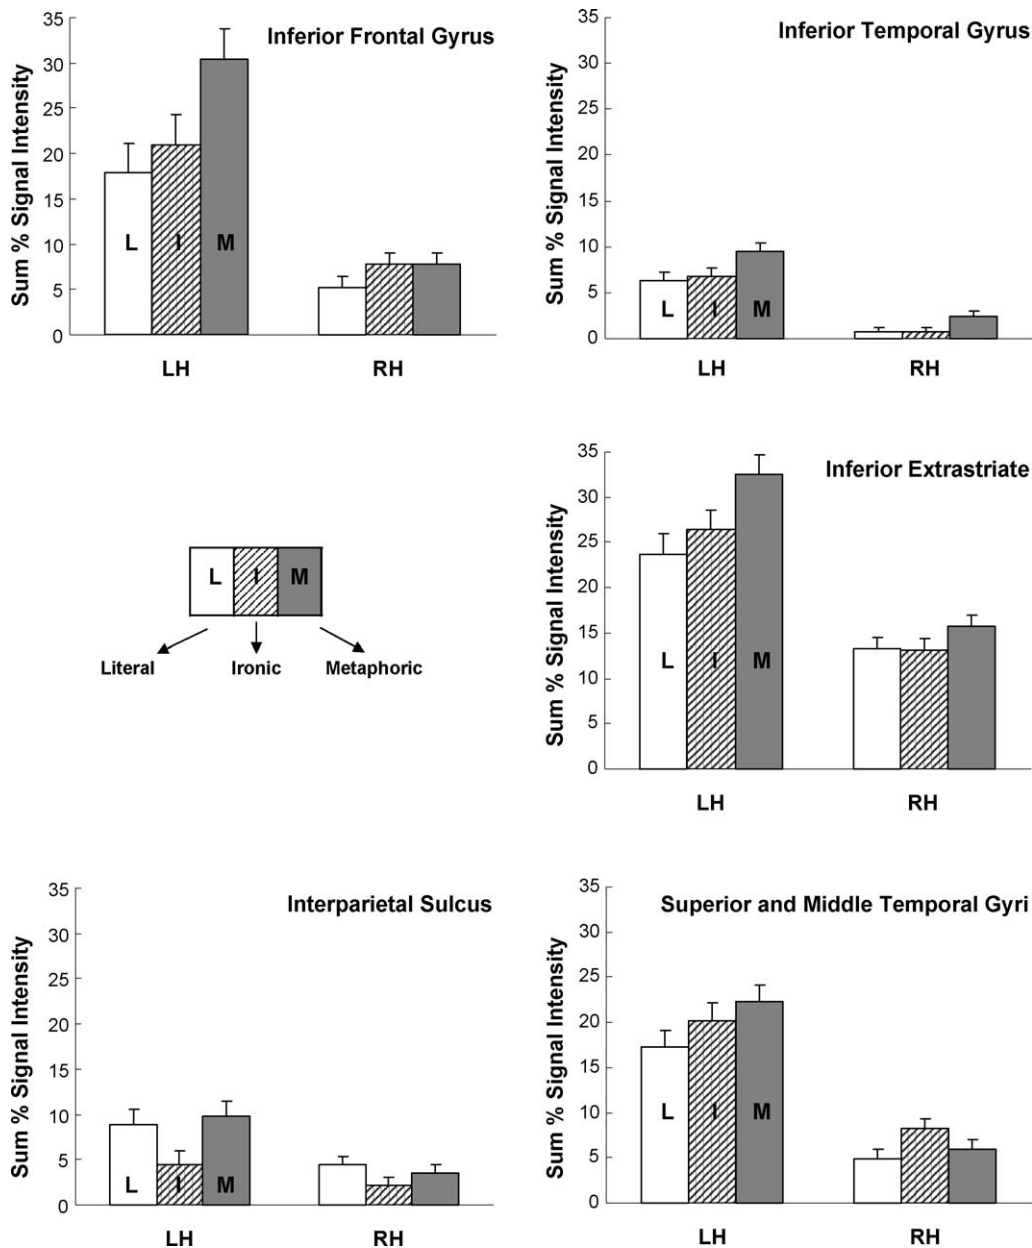 Inferior Frontal Gyrus
Sum % Signal Intensity
35
30
25
20
15
10
5
0
L I M
LH RH
Inferior Temporal Gyrus
Sum % Signal Intensity
35
30
25
20
15
10
5
0
L I M
LH RH
L I M
Literal Ironic Metaphoric
Inferior Extrastriate
Sum % Signal Intensity
35
30
25
20
15
10
5
0
L I M
LH RH
Interparietal Sulcus
Sum % Signal Intensity
35
30
25
20
15
10
5
0
L I M
LH RH
Superior and Middle Temporal Gyri
Sum % Signal Intensity
35
30
25
20
15
10
5
0
L I M
LH RH